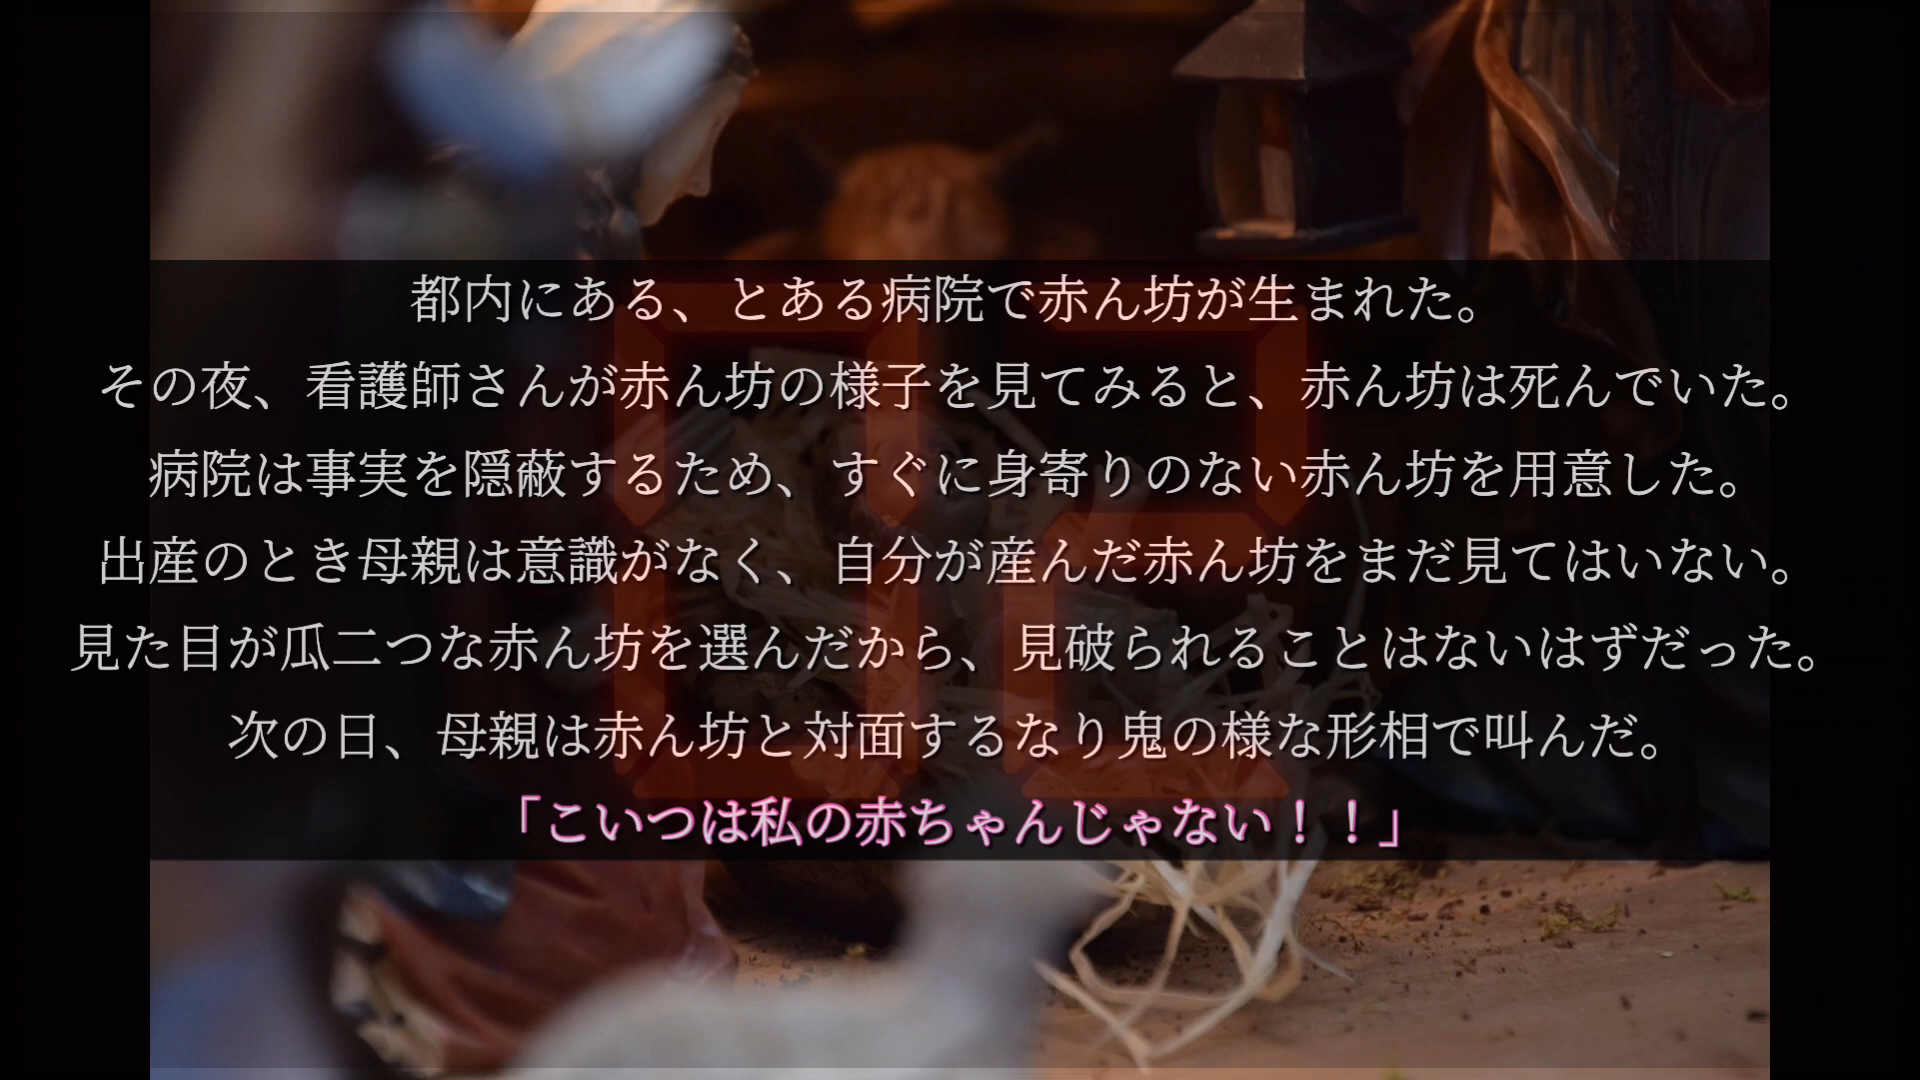 都内にある、とある病院で赤ん坊が生まれた。
その夜、看護師さんが赤ん坊の様子を見てみると、赤ん坊は死んでいた。
病院は事実を隠蔽するため、すぐに身寄りのない赤ん坊を用意した。
出産のとき母親は意識がなく、自分が産んだ赤ん坊をまだ見てはいない。
見た目が瓜二つな赤ん坊を選んだから、見破られることはないはずだった。
次の日、母親は赤ん坊と対面するなり鬼の様な形相で叫んだ。
「こいつは私の赤ちゃんじゃない！！」